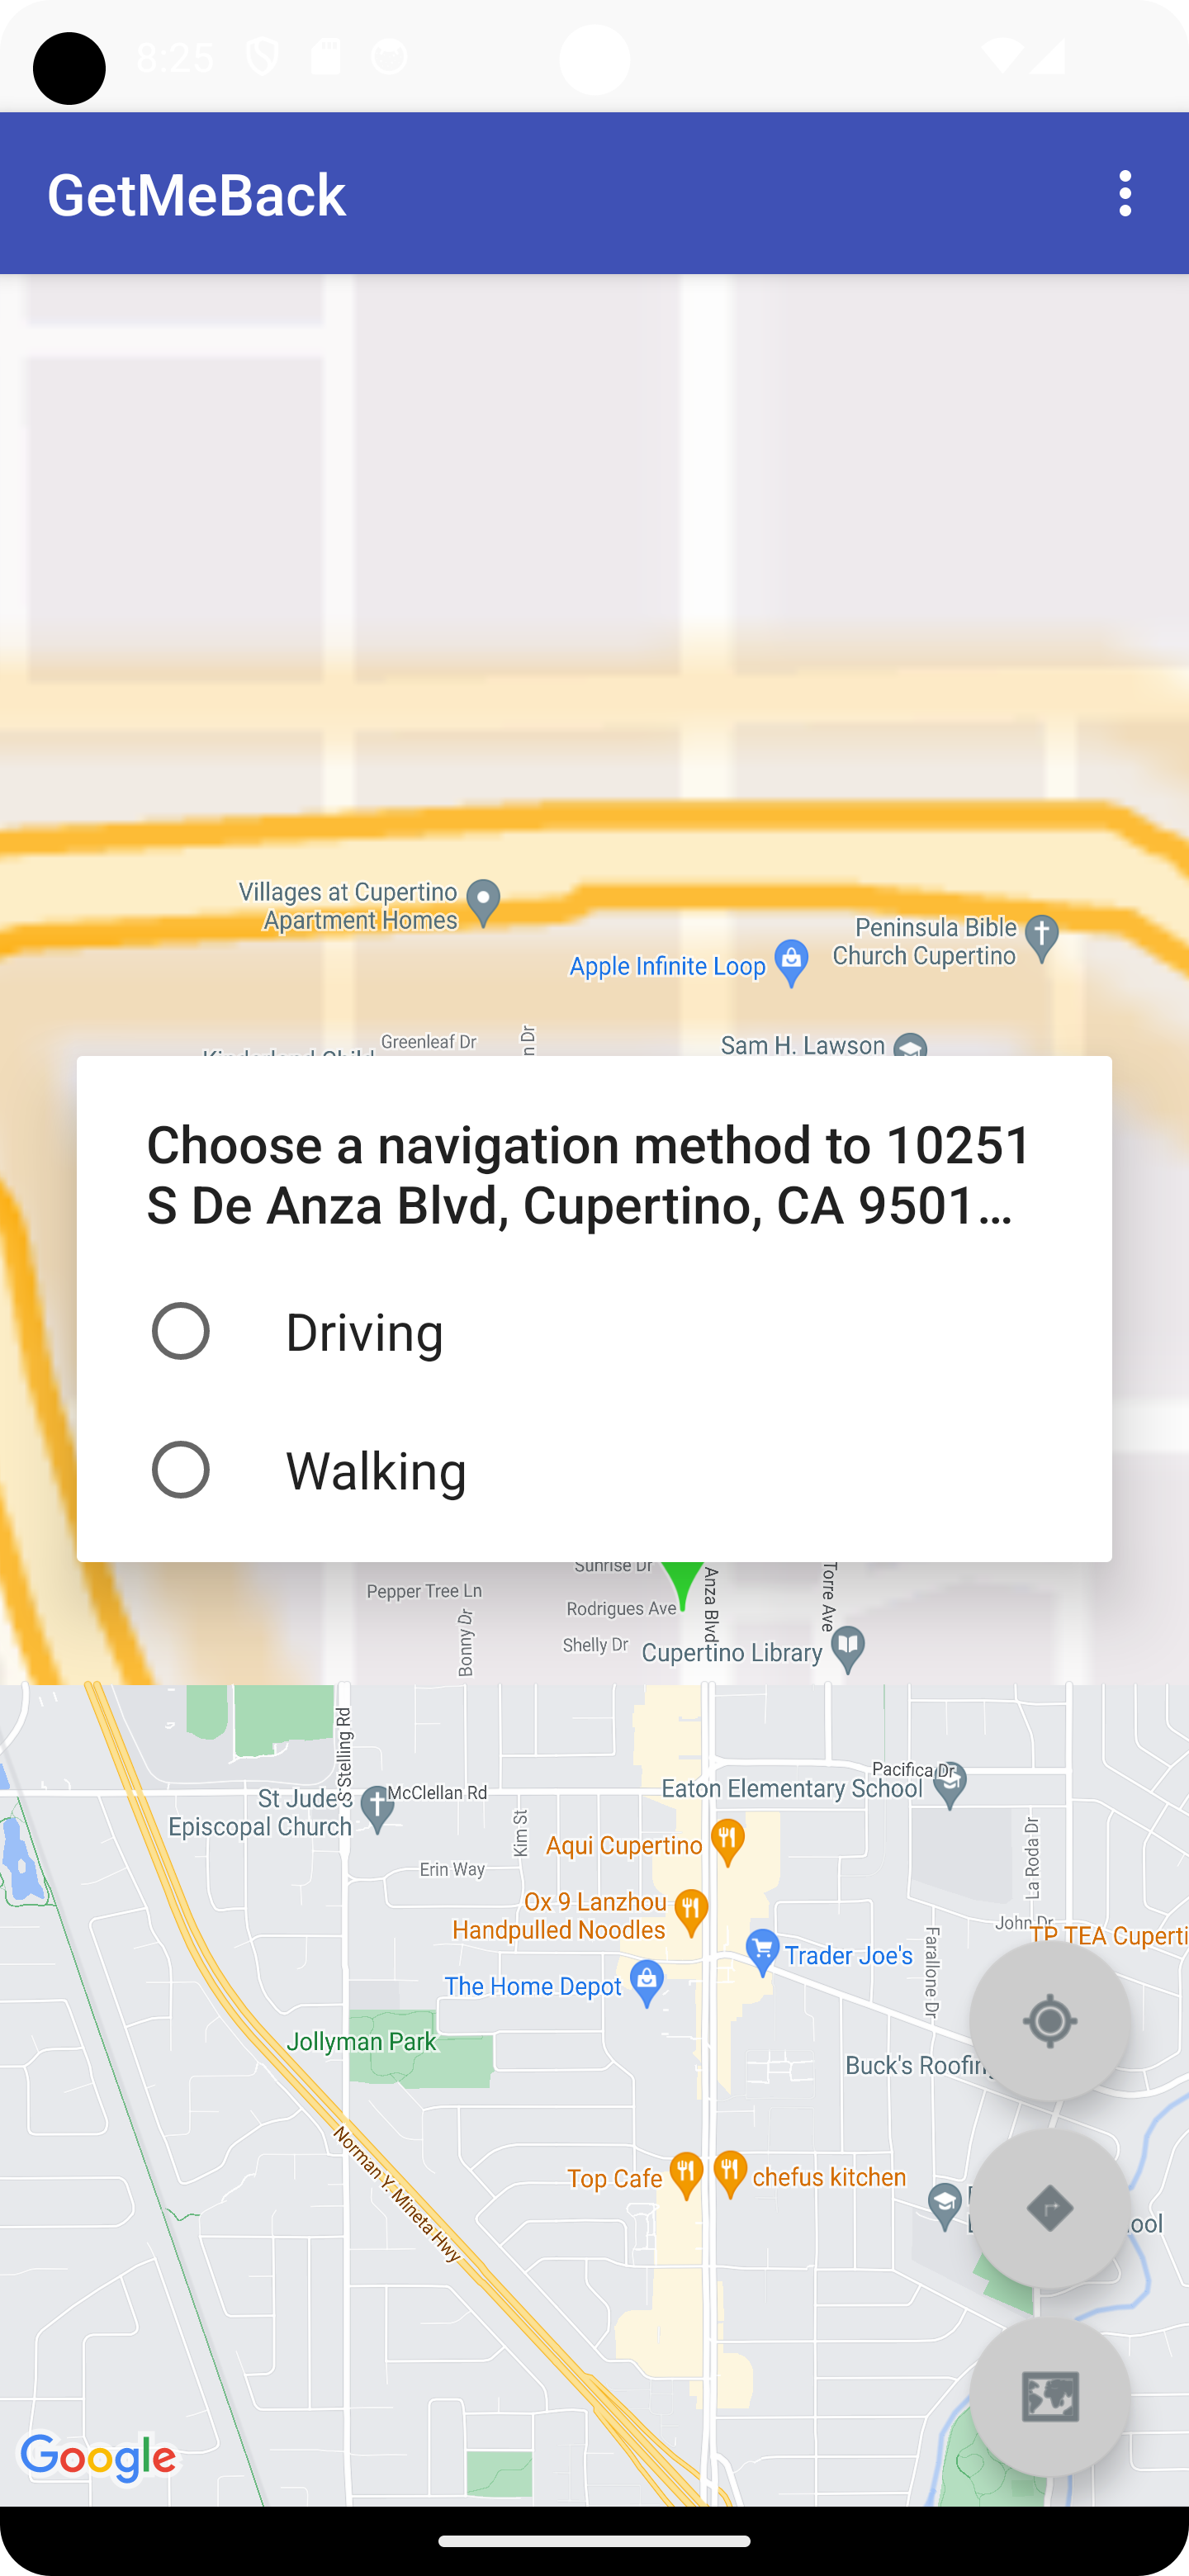 8:25
GetMeBack
Villages at Cupertino
Apartment Homes
Peninsula Bible
Church Cupertino
Apple Infinite Loop
Greenleaf Dr
n Dr
Sam H. Lawson
Choose a navigation method to 10251
S De Anza Blvd, Cupertino, CA 9501…
Driving
Walking
Sunrise Dr
Pepper Tree Ln
Rodrigues Ave
Anza Blvd
Torre Ave
Bonny Dr
Shelly Dr
Cupertino Library
S Stelling Rd
Pacifica Dr
McClellan Rd
Eaton Elementary School
St Jude's
Episcopal Church
Kim St
Aqui Cupertino
La Roda Dr
Erin Way
Ox 9 Lanzhou
Handpulled Noodles
John Dr
TP TEA Cuperti
Farallone Dr
Trader Joe's
The Home Depot
Jollyman Park
Buck's Roofin
Norman Y. Mineta Hwy
Top Cafe
chefus kitchen
ool
Google